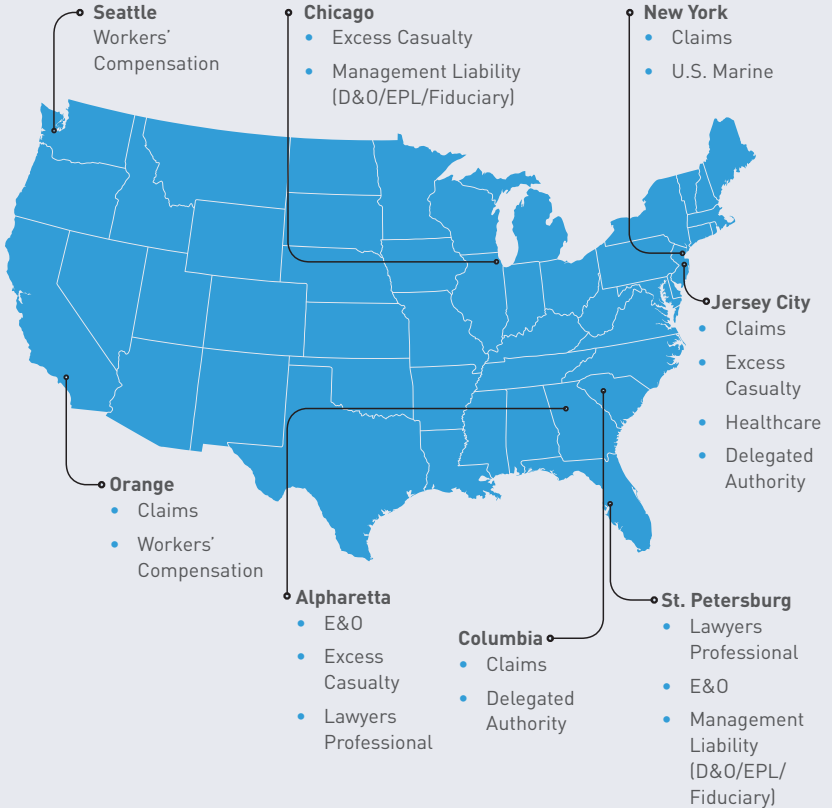 Seattle
Workers’
Compensation
Chicago
• Excess Casualty
• Management Liability
(D&O/EPL/Fiduciary)
New York
• Claims
• U.S. Marine
Jersey City
• Claims
• Excess
Casualty
• Healthcare
• Delegated
Authority
Orange
• Claims
• Workers’
Compensation
Alpharetta
• E&O
• Excess
Casualty
• Lawyers
Professional
Columbia
• Claims
• Delegated
Authority
St. Petersburg
• Lawyers
Professional
• E&O
• Management
Liability
(D&O/EPL/
Fiduciary)